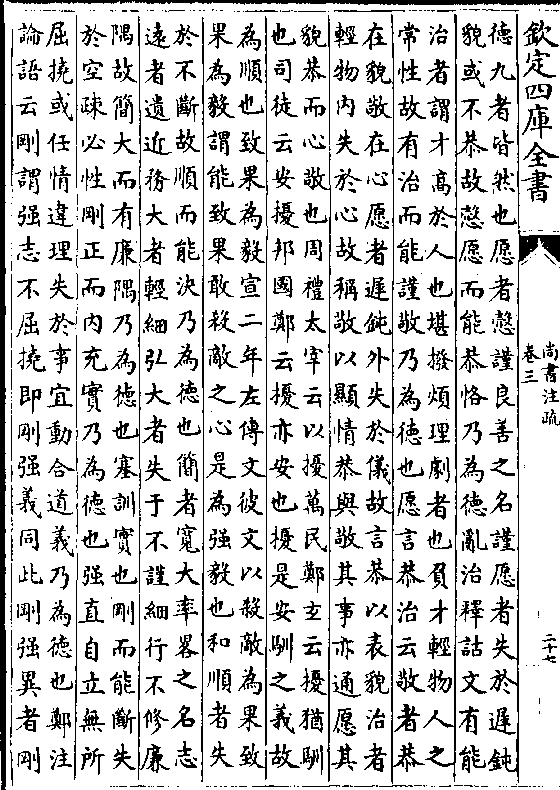 欽定四庫全書
尚書注疏
卷三
二十七
德九者皆然也愿者慤謹良善之名謹愿者失於遲鈍
貌或不恭故慤愿而能恭恪乃為德亂治釋詁文有能
治者謂才高於人也堪撥煩理劇者也負才輕物人之
常性故有治而能謹敬乃為德也愿言恭治云敬者恭
在貌敬在心愿者遲鈍外失於儀故言恭以表貌治者
輕物内失於心故稱敬以顯情恭與敬其事亦通愿其
貌恭而心敬也周禮太宰云以擾萬民鄭𤣥云擾猶馴
也司徒云安擾邦國鄭云擾亦安也擾是安馴之義故
為順也致果為毅宣二年左傳文彼文以殺敵為果致
果為毅謂能致果敢殺敵之心是為强毅也和順者失
於不斷故順而能決乃為德也簡者寛大率畧之名志
遠者遺近務大者輕細弘大者失于不謹細行不修廉
隅故簡大而有廉隅乃為德也塞訓實也剛而能斷失
於空疎必性剛正而内充實乃為德也强直自立無所
屈撓或任情違理失於事宜動合道義乃為德也鄭注
論語云剛謂强志不屈撓即剛强義同此剛强異者剛